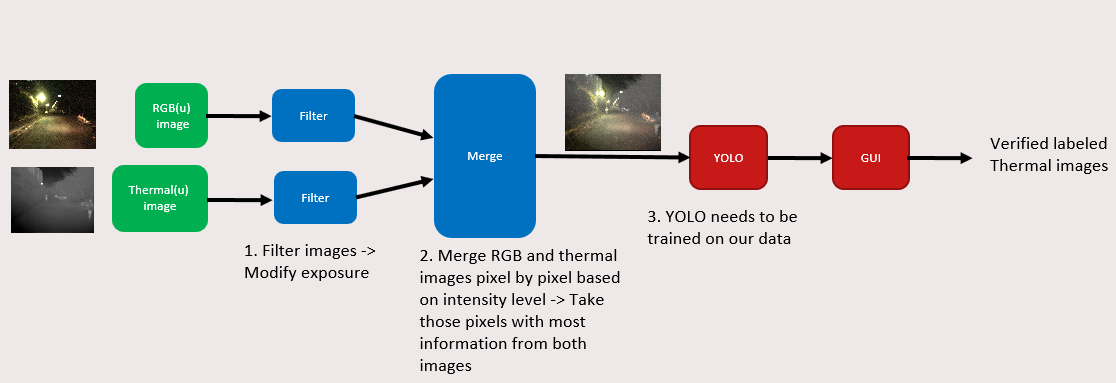 RGB(u)
image
Filter
Thermal(u)
image
Filter
Merge
YOLO
GUI
Verified labeled
Thermal images
1. Filter images ->
Modify exposure
2. Merge RGB and thermal
images pixel by pixel based
on intensity level -> Take
those pixels with most
information from both
images
3. YOLO needs to be
trained on our data